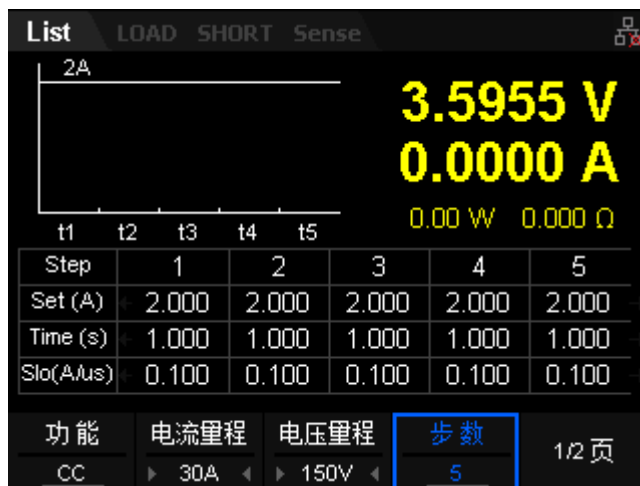 List LOAD SHORT Sense
2A
3.5955 V
0.0000 A
0.00 W 0.000 Ω
t1 t2 t3 t4 t5
Step 1 2 3 4 5
Set (A) 2.000 2.000 2.000 2.000 2.000
Time (s) 1.000 1.000 1.000 1.000 1.000
Slo(A/us) 0.100 0.100 0.100 0.100 0.100
功能 电流量程 电压量程 步数 1/2 页
CC 30A 150V 5